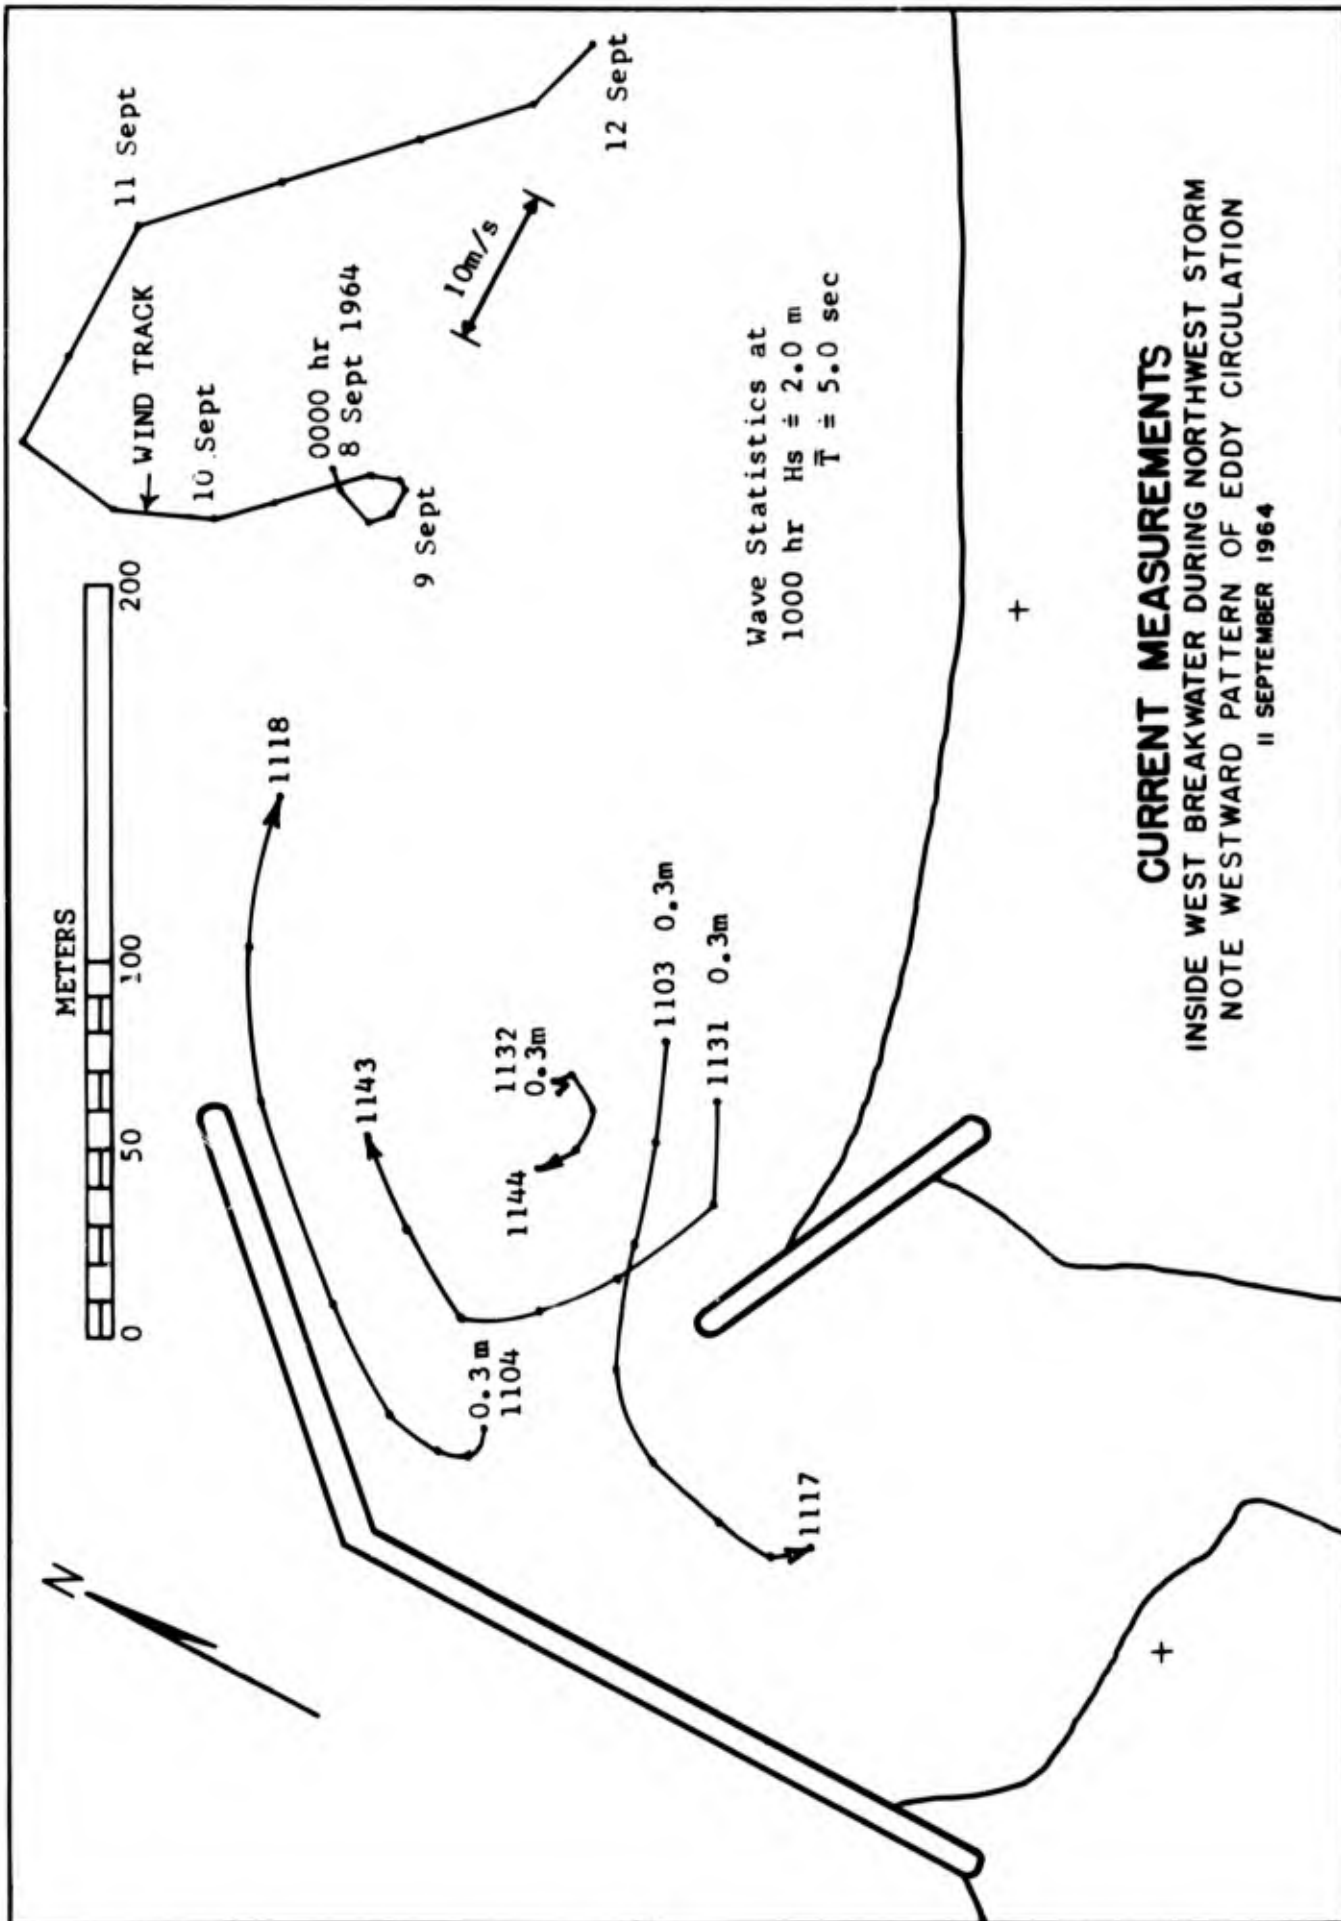 N
METERS
0
50
100
200
11 Sept
WIND TRACK
10 Sept
0000 hr
8 Sept 1964
9 Sept
12 Sept
10m/s
1118
1143
1132
0.3m
1144
0.3m
1104
1103 0.3m
1131 0.3m
1117
Wave Statistics at
1000 hr Hs ≐ 2.0 m
T̅ ≐ 5.0 sec
CURRENT MEASUREMENTS
INSIDE WEST BREAKWATER DURING NORTHWEST STORM
NOTE WESTWARD PATTERN OF EDDY CIRCULATION
11 SEPTEMBER 1964